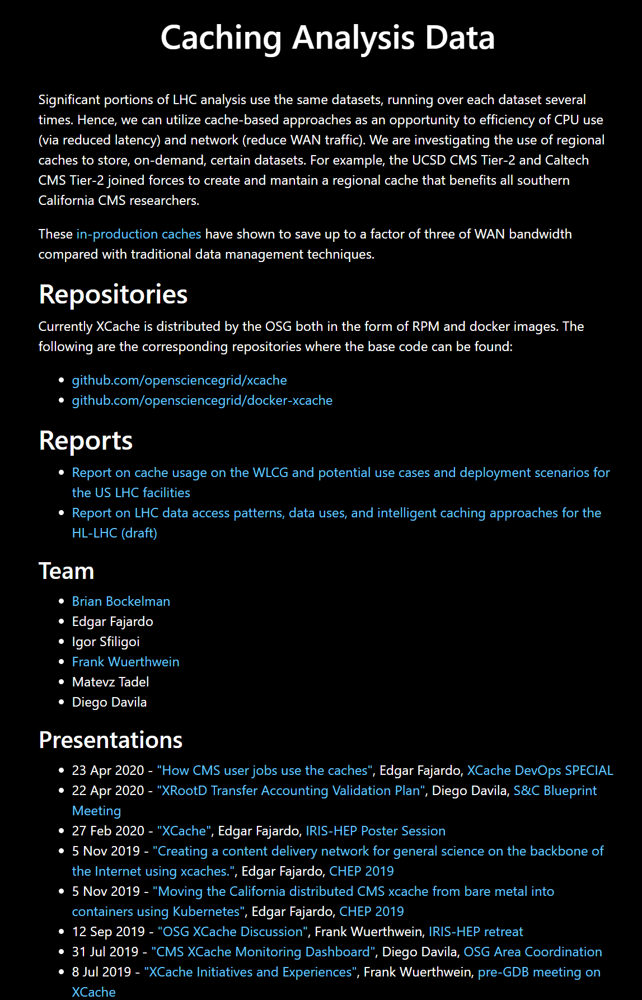 Caching Analysis Data
Significant portions of LHC analysis use the same datasets, running over each dataset several
times. Hence, we can utilize cache-based approaches as an opportunity to efficiency of CPU use
(via reduced latency) and network (reduce WAN traffic). We are investigating the use of regional
caches to store, on-demand, certain datasets. For example, the UCSD CMS Tier-2 and Caltech
CMS Tier-2 joined forces to create and mantain a regional cache that benefits all southern
California CMS researchers.
These in-production caches have shown to save up to a factor of three of WAN bandwidth
compared with traditional data management techniques.
Repositories
Currently XCache is distributed by the OSG both in the form of RPM and docker images. The
following are the corresponding repositories where the base code can be found:
• github.com/opensciencegrid/xcache
• github.com/opensciencegrid/docker-xcache
Reports
• Report on cache usage on the WLCG and potential use cases and deployment scenarios for
the US LHC facilities
• Report on LHC data access patterns, data uses, and intelligent caching approaches for the
HL-LHC (draft)
Team
• Brian Bockelman
• Edgar Fajardo
• Igor Sfiligoi
• Frank Wuerthwein
• Matevz Tadel
• Diego Davila
Presentations
• 23 Apr 2020 - "How CMS user jobs use the caches", Edgar Fajardo, XCache DevOps SPECIAL
• 22 Apr 2020 - "XRootD Transfer Accounting Validation Plan", Diego Davila, S&C Blueprint
Meeting
• 27 Feb 2020 - "XCache", Edgar Fajardo, IRIS-HEP Poster Session
• 5 Nov 2019 - "Creating a content delivery network for general science on the backbone of
the Internet using xcaches.", Edgar Fajardo, CHEP 2019
• 5 Nov 2019 - "Moving the California distributed CMS xcache from bare metal into
containers using Kubernetes", Edgar Fajardo, CHEP 2019
• 12 Sep 2019 - "OSG XCache Discussion", Frank Wuerthwein, IRIS-HEP retreat
• 31 Jul 2019 - "CMS XCache Monitoring Dashboard", Diego Davila, OSG Area Coordination
• 8 Jul 2019 - "XCache Initiatives and Experiences", Frank Wuerthwein, pre-GDB meeting on
XCache